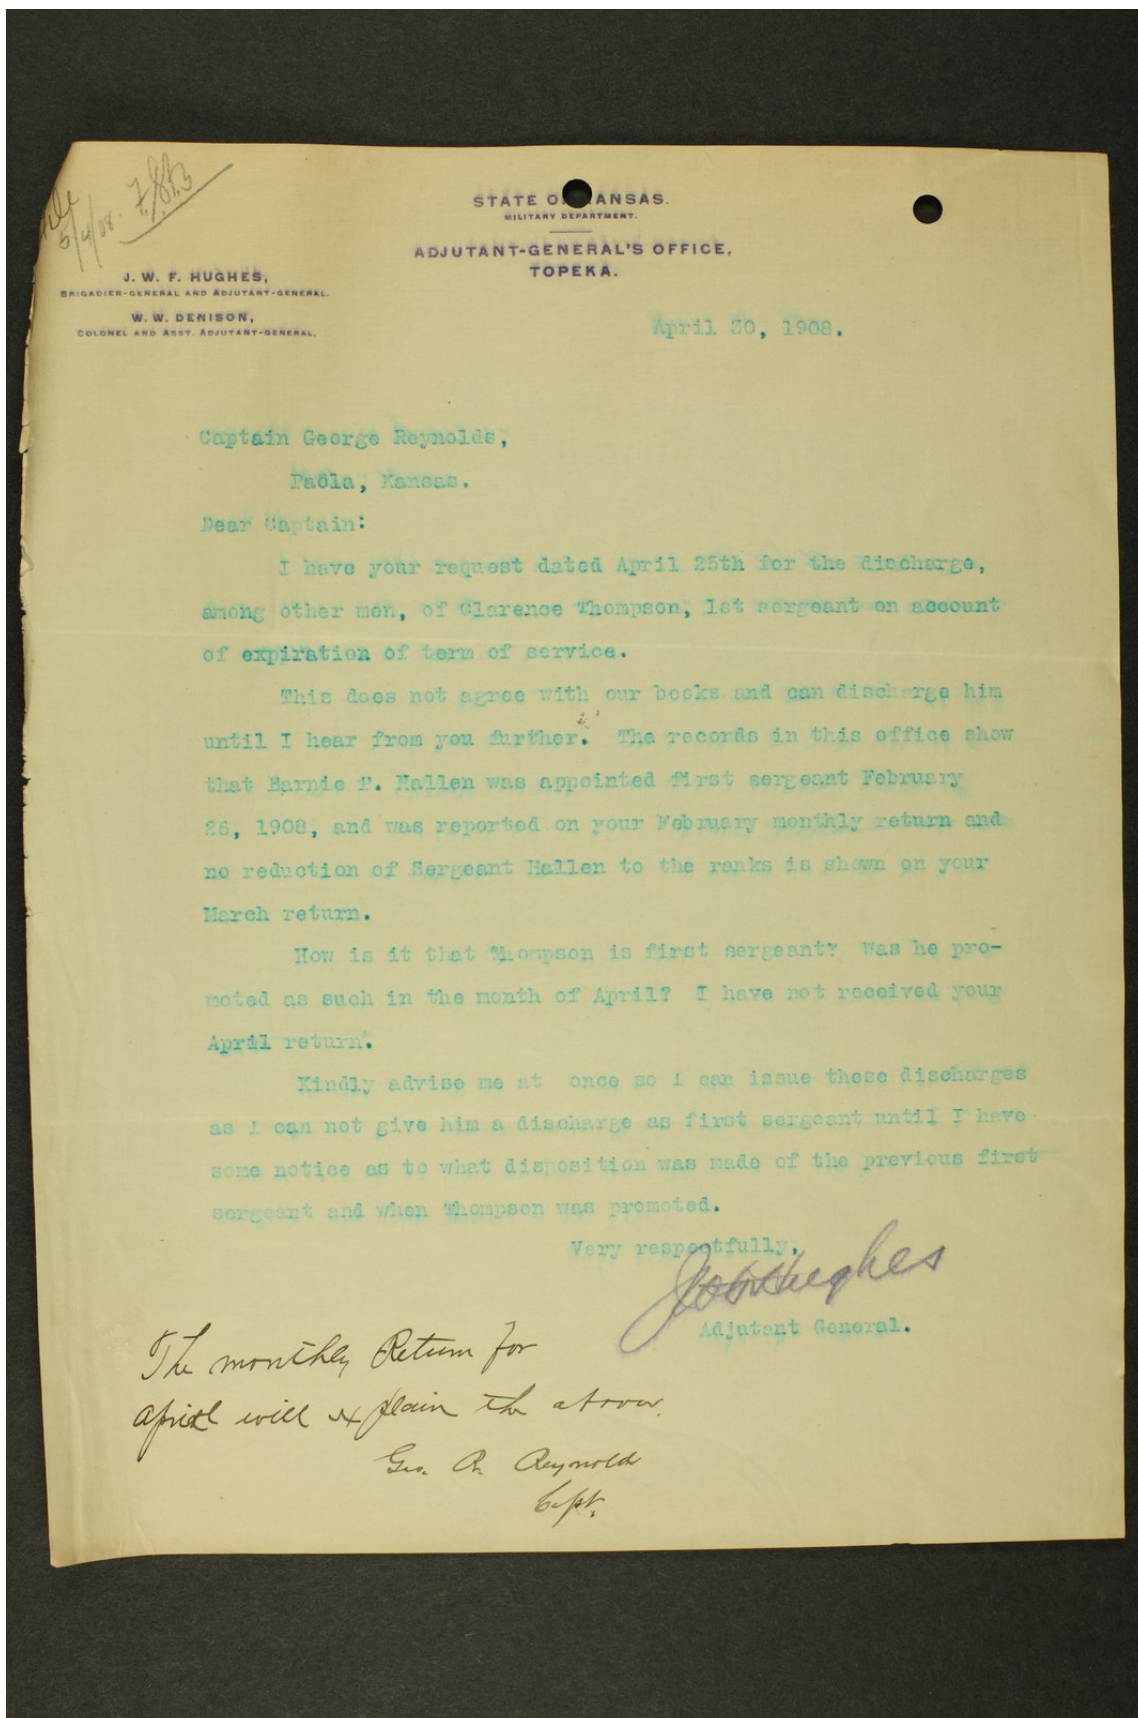 File
5/4/08.
STATE OF KANSAS.
MILITARY DEPARTMENT.
ADJUTANT-GENERAL'S OFFICE,
TOPEKA.
J. W. F. HUGHES,
BRIGADIER-GENERAL AND ADJUTANT-GENERAL.
W. W. DENISON,
COLONEL AND ASST. ADJUTANT-GENERAL.
April 30, 1908.
Captain George Reynolds,
Paola, Kansas.
Dear Captain:
I have your request dated April 25th for the discharge,
among other men, of Clarence Thompson, 1st sergeant on account
of expiration of term of service.
This does not agree with our books and can discharge him
until I hear from you further. The records in this office show
that Barnie F. Hallen was appointed first sergeant February
26, 1908, and was reported on your February monthly return and
no reduction of Sergeant Hallen to the ranks is shown on your
March return.
How is it that Thompson is first sergeant? Was he pro-
moted as such in the month of April? I have not received your
April return.
Kindly advise me at once so I can issue these discharges
as I can not give him a discharge as first sergeant until I have
some notice as to what disposition was made of the previous first
sergeant and when Thompson was promoted.
Very respectfully,
JWF Hughes
Adjutant General.
The monthly Return for
April will explain the above.
Geo. R. Reynolds
Capt.